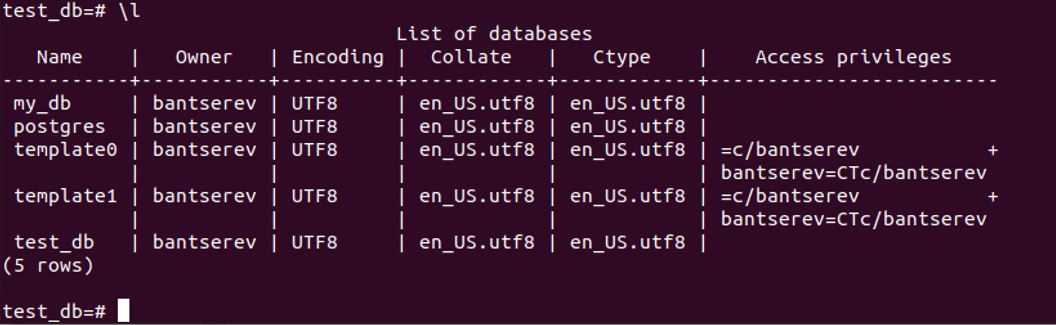 test_db=# \l
                                  List of databases
   Name    |   Owner   | Encoding |  Collate   |   Ctype    |    Access privileges
-----------+-----------+----------+------------+------------+-------------------------
 my_db     | bantserev | UTF8     | en_US.utf8 | en_US.utf8 |
 postgres  | bantserev | UTF8     | en_US.utf8 | en_US.utf8 |
 template0 | bantserev | UTF8     | en_US.utf8 | en_US.utf8 | =c/bantserev           +
           |           |          |            |            | bantserev=CTc/bantserev
 template1 | bantserev | UTF8     | en_US.utf8 | en_US.utf8 | =c/bantserev           +
           |           |          |            |            | bantserev=CTc/bantserev
 test_db   | bantserev | UTF8     | en_US.utf8 | en_US.utf8 |
(5 rows)

test_db=#